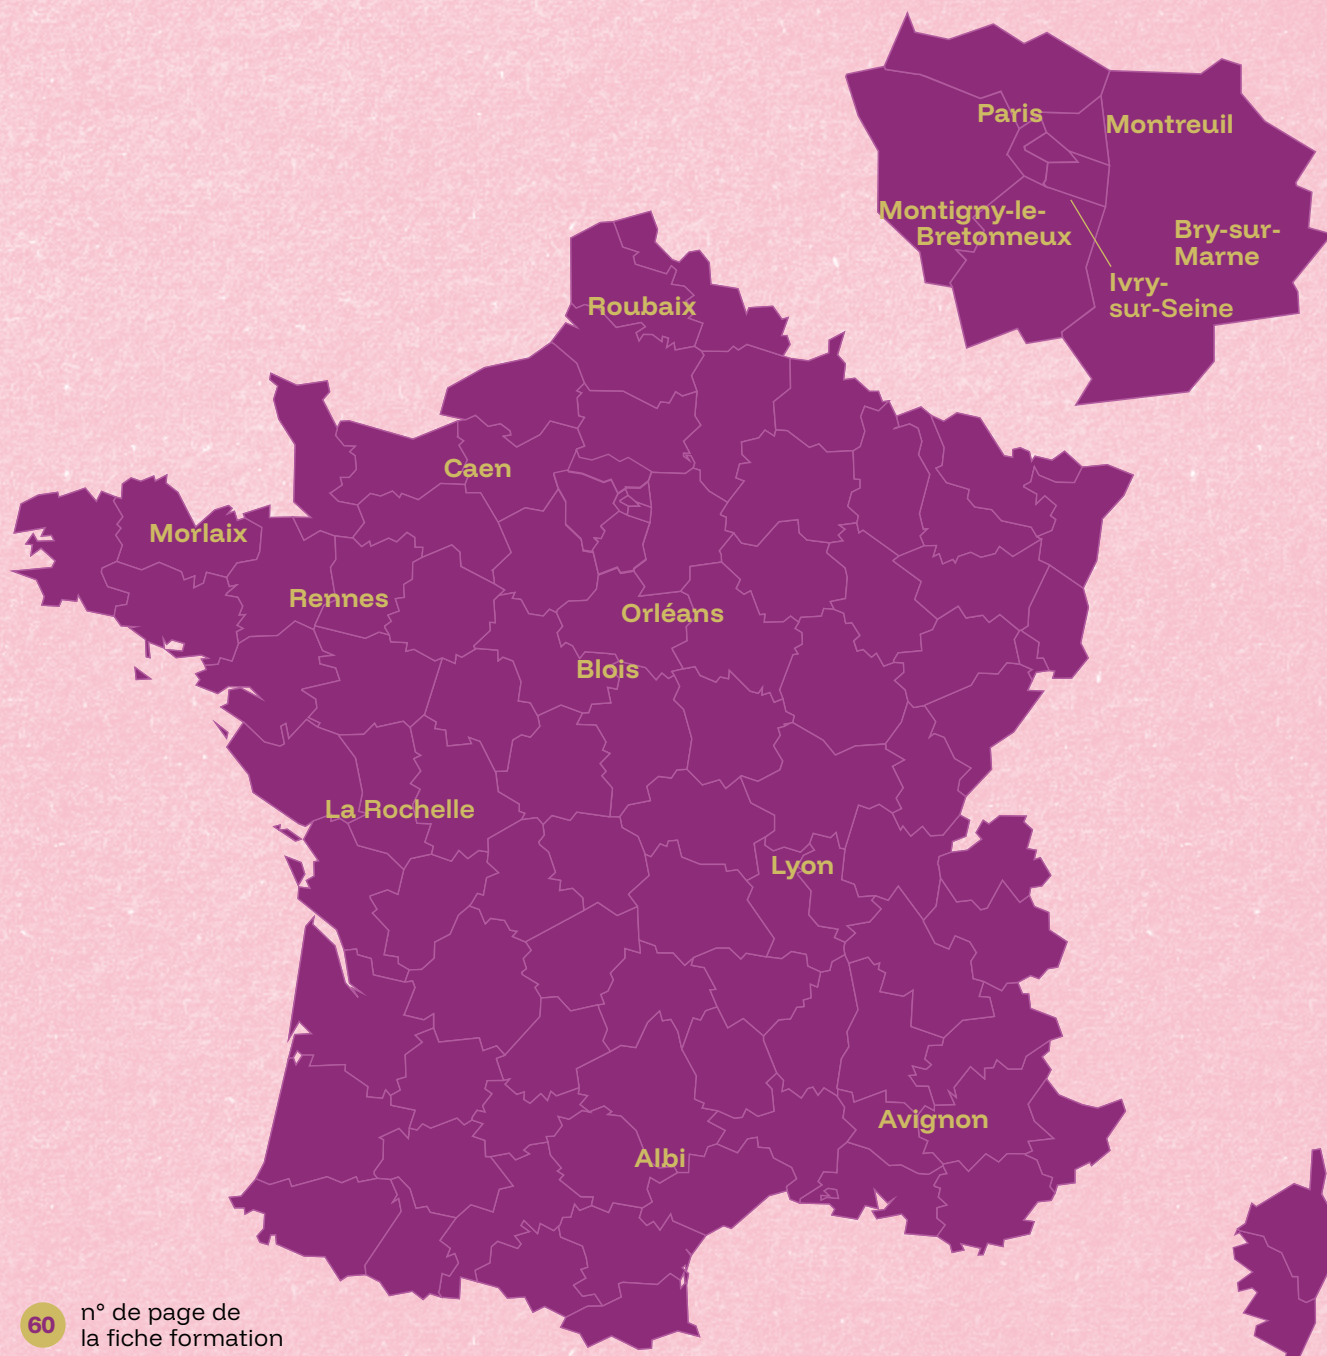 Paris
Montreuil
Montigny-le-
Bretonneux
Bry-sur-
Marne
Ivry-
sur-Seine
Roubaix
Caen
Morlaix
Rennes
Orléans
Blois
La Rochelle
Lyon
Avignon
Albi
60
n° de page de
la fiche formation